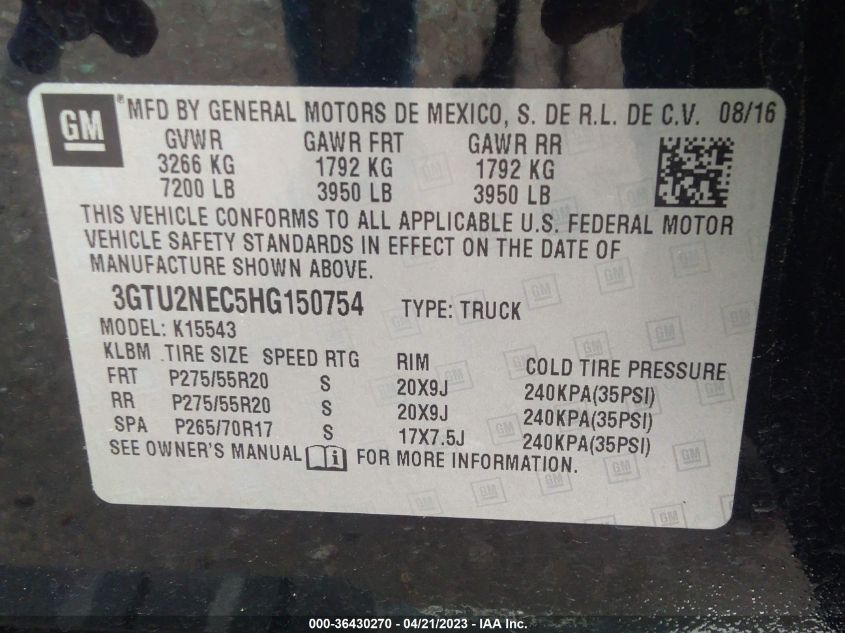 GM ® MFD BY GENERAL MOTORS DE MEXICO, S. DE R.L. DE C.V. 08/16
GVWR GAWR FRT GAWR RR
3266 KG 1792 KG 1792 KG
7200 LB 3950 LB 3950 LB
THIS VEHICLE CONFORMS TO ALL APPLICABLE U.S. FEDERAL MOTOR
VEHICLE SAFETY STANDARDS IN EFFECT ON THE DATE OF
MANUFACTURE SHOWN ABOVE.
3GTU2NEC5HG150754 TYPE: TRUCK
MODEL: K15543
KLBM .TIRE SIZE SPEED RTG RIM COLD TIRE PRESSURE
FRT P275/55R20 S 20X9J 240KPA(35PSI)
RR P275/55R20 S 20X9J 240KPA(35PSI)
SPA P265/70R17 S 17X7.5J 240KPA(35PSI)
SEE OWNER'S MANUAL i FOR MORE INFORMATION.
000-36430270 - 04/21/2023 - IAA Inc.